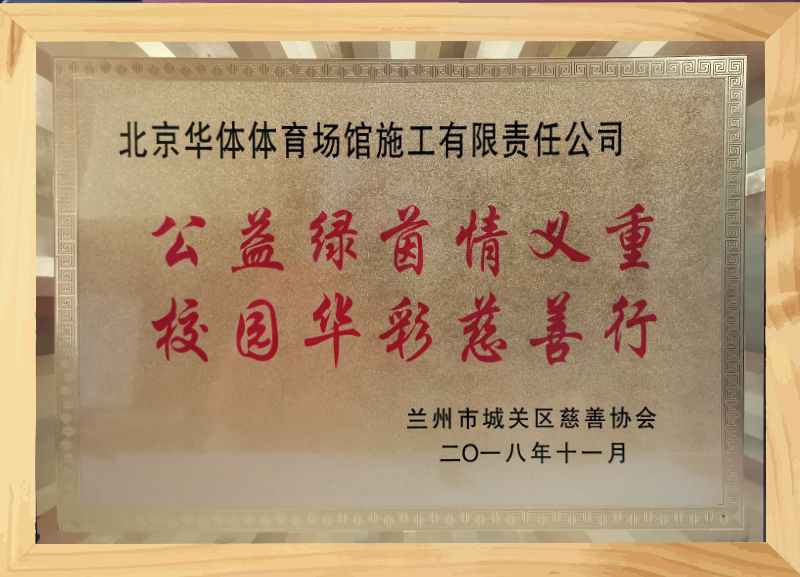 北京华体体育场馆施工有限责任公司
公益绿茵情义重
校园华彩慈善行
兰州市城关区慈善协会
二〇一八年十一月